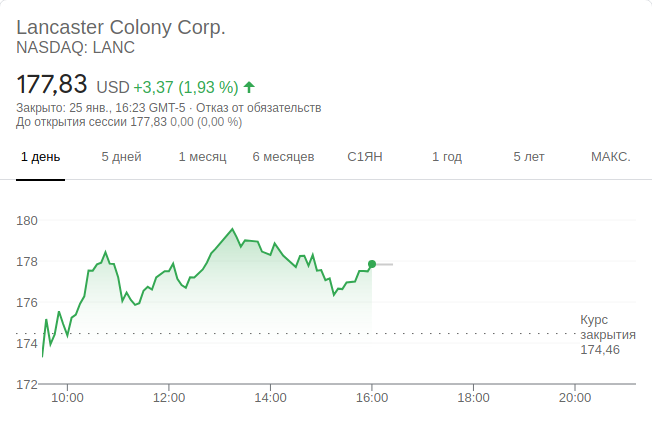 Lancaster Colony Corp.
NASDAQ: LANC
177,83 USD +3,37 (1,93 %)
Закрыто: 25 янв., 16:23 GMT-5 · Отказ от обязательств
До открытия сессии 177,83 0,00 (0,00 %)
1 день 5 дней 1 месяц 6 месяцев С1ЯН 1 год 5 лет МАКС.
180
178
176
174
172
Курс
закрытия
174,46
10:00 12:00 14:00 16:00 18:00 20:00